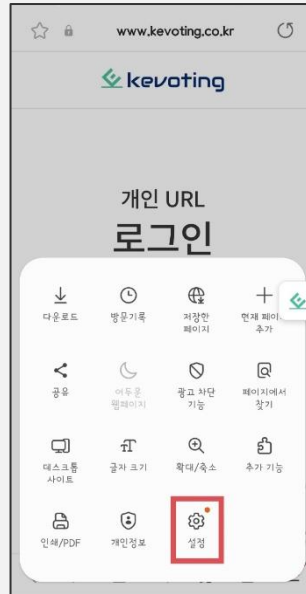 www.kevoting.co.kr
kevoting
개인 URL
로그인
다운로드
방문기록
저장한
페이지
현재 페이
추가
공유
어두운
웹페이지
광고 차단
기능
페이지에서
찾기
데스크톱
사이트
글자 크기
확대/축소
추가 기능
인쇄/PDF
개인정보
설정